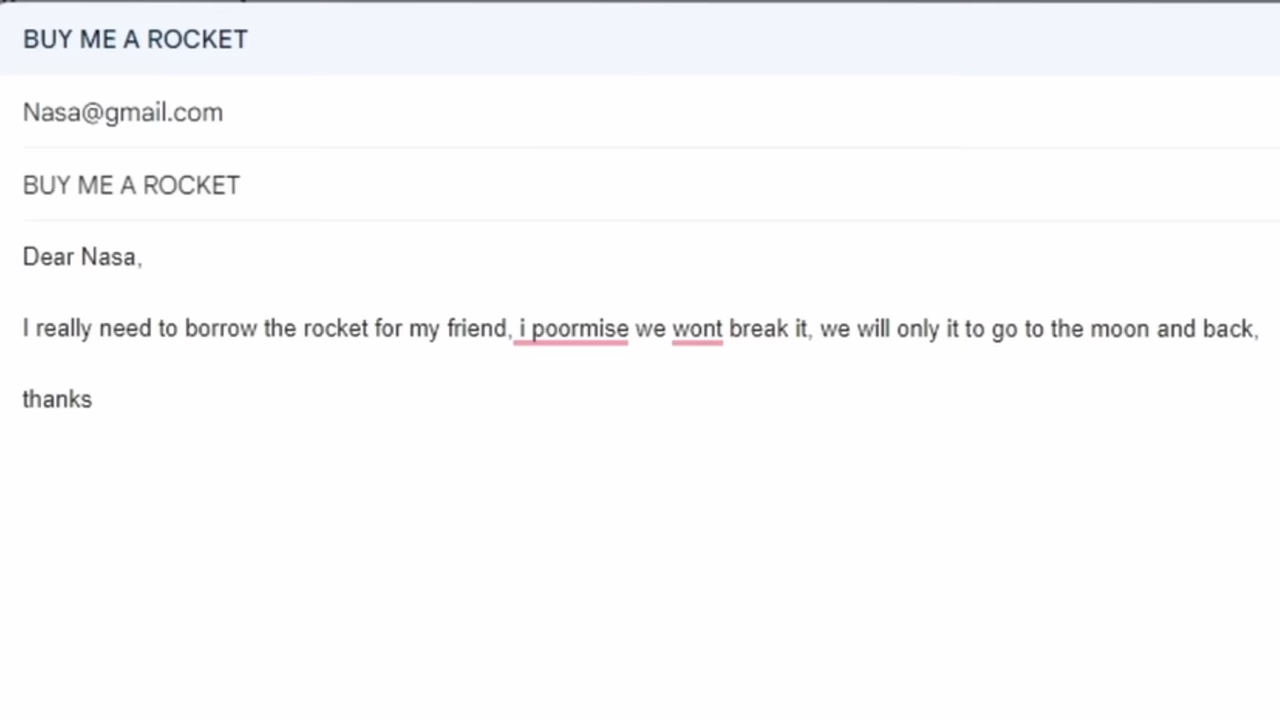 BUY ME A ROCKET
Nasa@gmail.com
BUY ME A ROCKET
Dear Nasa,
I really need to borrow the rocket for my friend, i poormise we wont break it, we will only it to go to the moon and back,
thanks